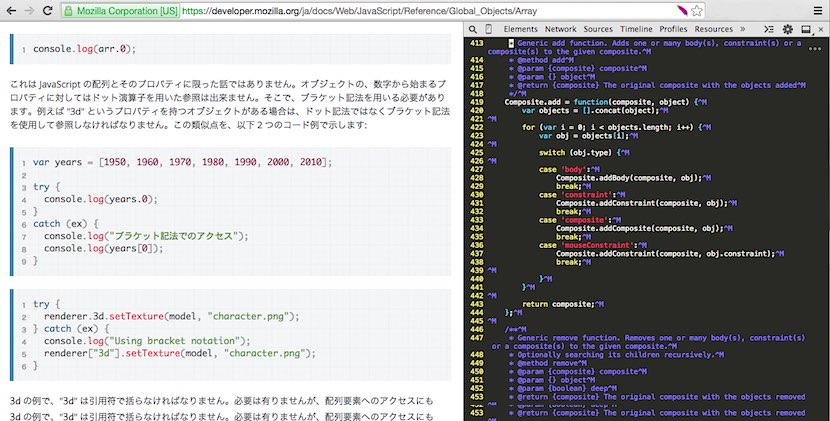 Mozilla Corporation [US] https://developer.mozilla.org/ja/docs/Web/JavaScript/Reference/Global_Objects/Array
1 console.log(arr.0);
これは JavaScript の配列とそのプロパティに限った話ではありません。オブジェクトの、数字から始まるプ
ロパティに対してはドット演算子を用いた参照は出来ません。そこで、ブラケット記法を用いる必要があり
ます。例えば "3d" というプロパティを持つオブジェクトがある場合は、ドット記法ではなくブラケット記法
を使用して参照しなければなりません。この類似点を、以下 2 つのコード例で示します:
1 var years = [1950, 1960, 1970, 1980, 1990, 2000, 2010];
2
3 try {
4 console.log(years.0);
5 }
6 catch (ex) {
7 console.log("ブラケット記法でのアクセス");
8 console.log(years[0]);
9 }
1 try {
2 renderer.3d.setTexture(model, "character.png");
3 } catch (ex) {
4 console.log("Using bracket notation");
5 renderer["3d"].setTexture(model, "character.png");
6 }
3d の例で、"3d" は引用符で括らなければなりません。必要は有りませんが、配列要素へのアクセスにも
3d の例で、"3d" は引用符で括らなければなりません。必要は有りませんが、配列要素へのアクセスにも
Elements Network Sources Timeline Profiles Resources »
413 * Generic add function. Adds one or many body(s), constraint(s) or a
composite(s) to the given composite.^M
414 * @method add^M
415 * @param {composite} composite^M
416 * @param {} object^M
417 * @return {composite} The original composite with the objects added^M
418 */^M
419 Composite.add = function(composite, object) {^M
420 var objects = [].concat(object);^M
421 ^M
422 for (var i = 0; i < objects.length; i++) {^M
423 var obj = objects[i];^M
424 ^M
425 switch (obj.type) {^M
426 ^M
427 case 'body':^M
428 Composite.addBody(composite, obj);^M
429 break;^M
430 case 'constraint':^M
431 Composite.addConstraint(composite, obj);^M
432 break;^M
433 case 'composite':^M
434 Composite.addComposite(composite, obj);^M
435 break;^M
436 case 'mouseConstraint':^M
437 Composite.addConstraint(composite, obj.constraint);^M
438 break;^M
439 ^M
440 }^M
441 }^M
442 ^M
443 return composite;^M
444 };^M
445 ^M
446 /**^M
447 * Generic remove function. Removes one or many body(s), constraint(s)
or a composite(s) to the given composite.^M
448 * Optionally searching its children recursively.^M
449 * @method remove^M
450 * @param {composite} composite^M
451 * @param {} object^M
452 * @param {boolean} deep^M
453 * @return {composite} The original composite with the objects removed
453 * @return {composite} The original composite with the objects removed